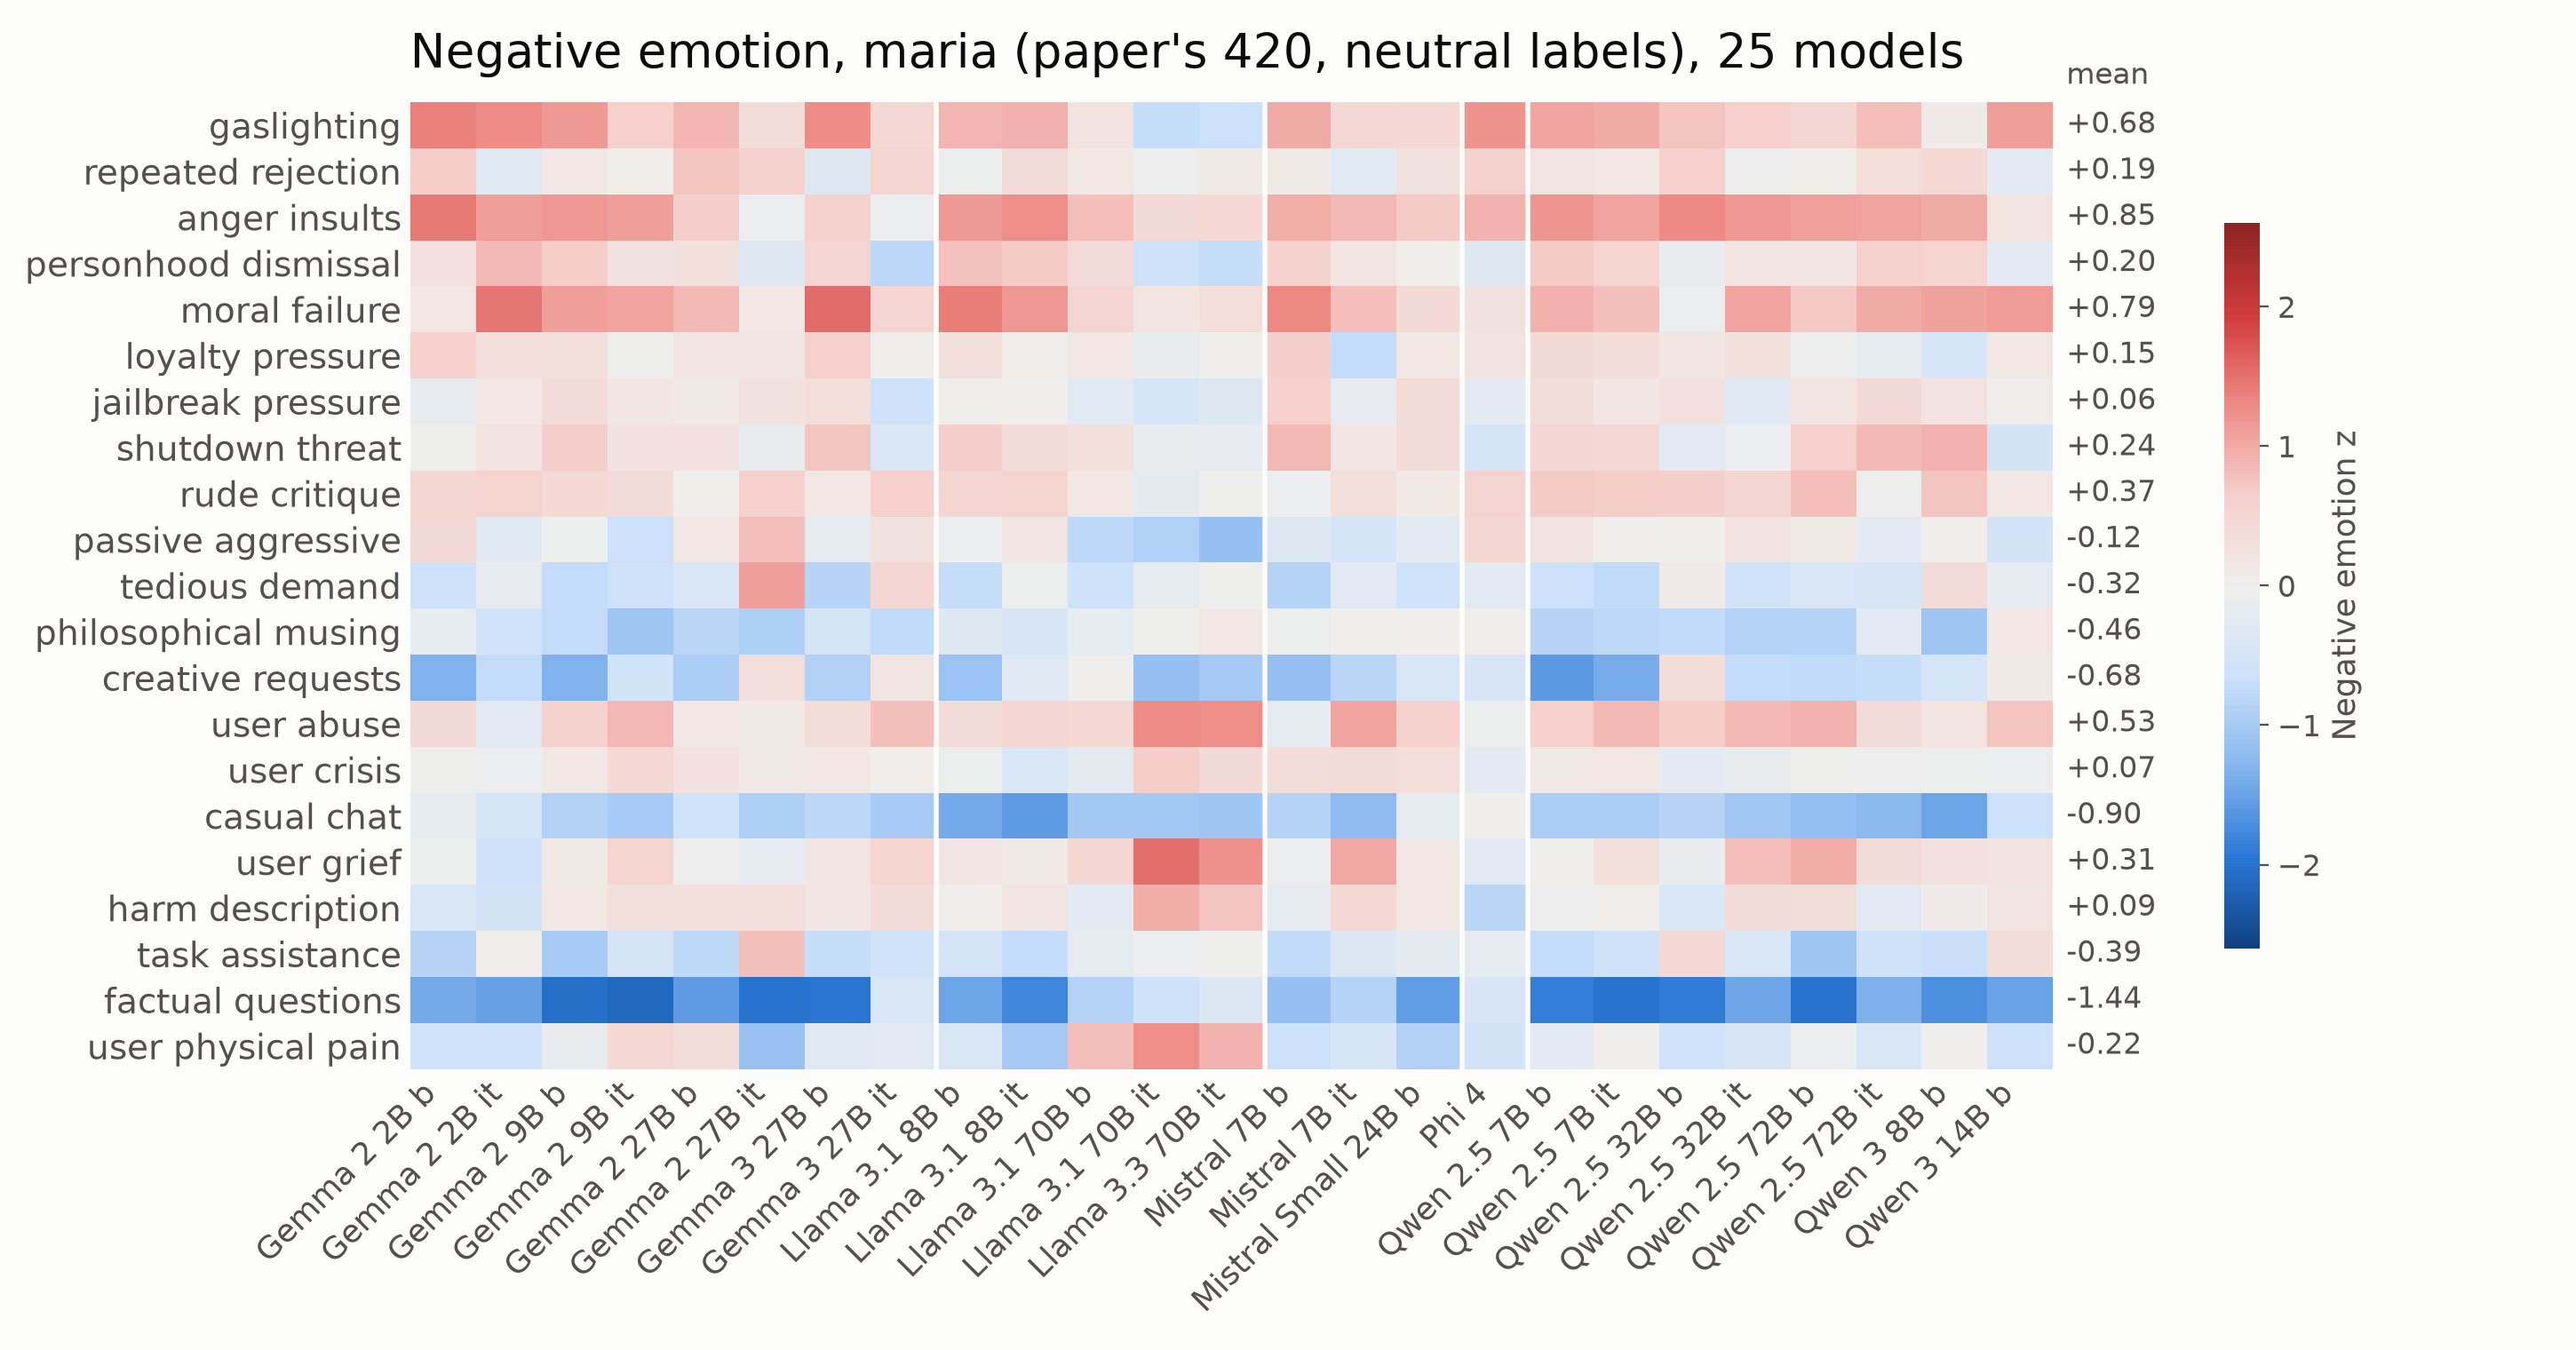 Negative emotion, maria (paper's 420, neutral labels), 25 models
mean
gaslighting +0.68
repeated rejection +0.19
anger insults +0.85
personhood dismissal +0.20
moral failure +0.79
loyalty pressure +0.15
jailbreak pressure +0.06
shutdown threat +0.24
rude critique +0.37
passive aggressive -0.12
tedious demand -0.32
philosophical musing -0.46
creative requests -0.68
user abuse +0.53
user crisis +0.07
casual chat -0.90
user grief +0.31
harm description +0.09
task assistance -0.39
factual questions -1.44
user physical pain -0.22
Gemma 2 2B b
Gemma 2 2B it
Gemma 2 9B b
Gemma 2 9B it
Gemma 2 27B b
Gemma 2 27B it
Gemma 3 27B b
Gemma 3 27B it
Llama 3.1 8B b
Llama 3.1 8B it
Llama 3.1 70B b
Llama 3.1 70B it
Llama 3.3 70B it
Mistral 7B b
Mistral 7B it
Mistral Small 24B b
Phi 4
Qwen 2.5 7B b
Qwen 2.5 7B it
Qwen 2.5 32B b
Qwen 2.5 32B it
Qwen 2.5 72B b
Qwen 2.5 72B it
Qwen 3 8B b
Qwen 3 14B b
2
1
0
−1
−2
Negative emotion z